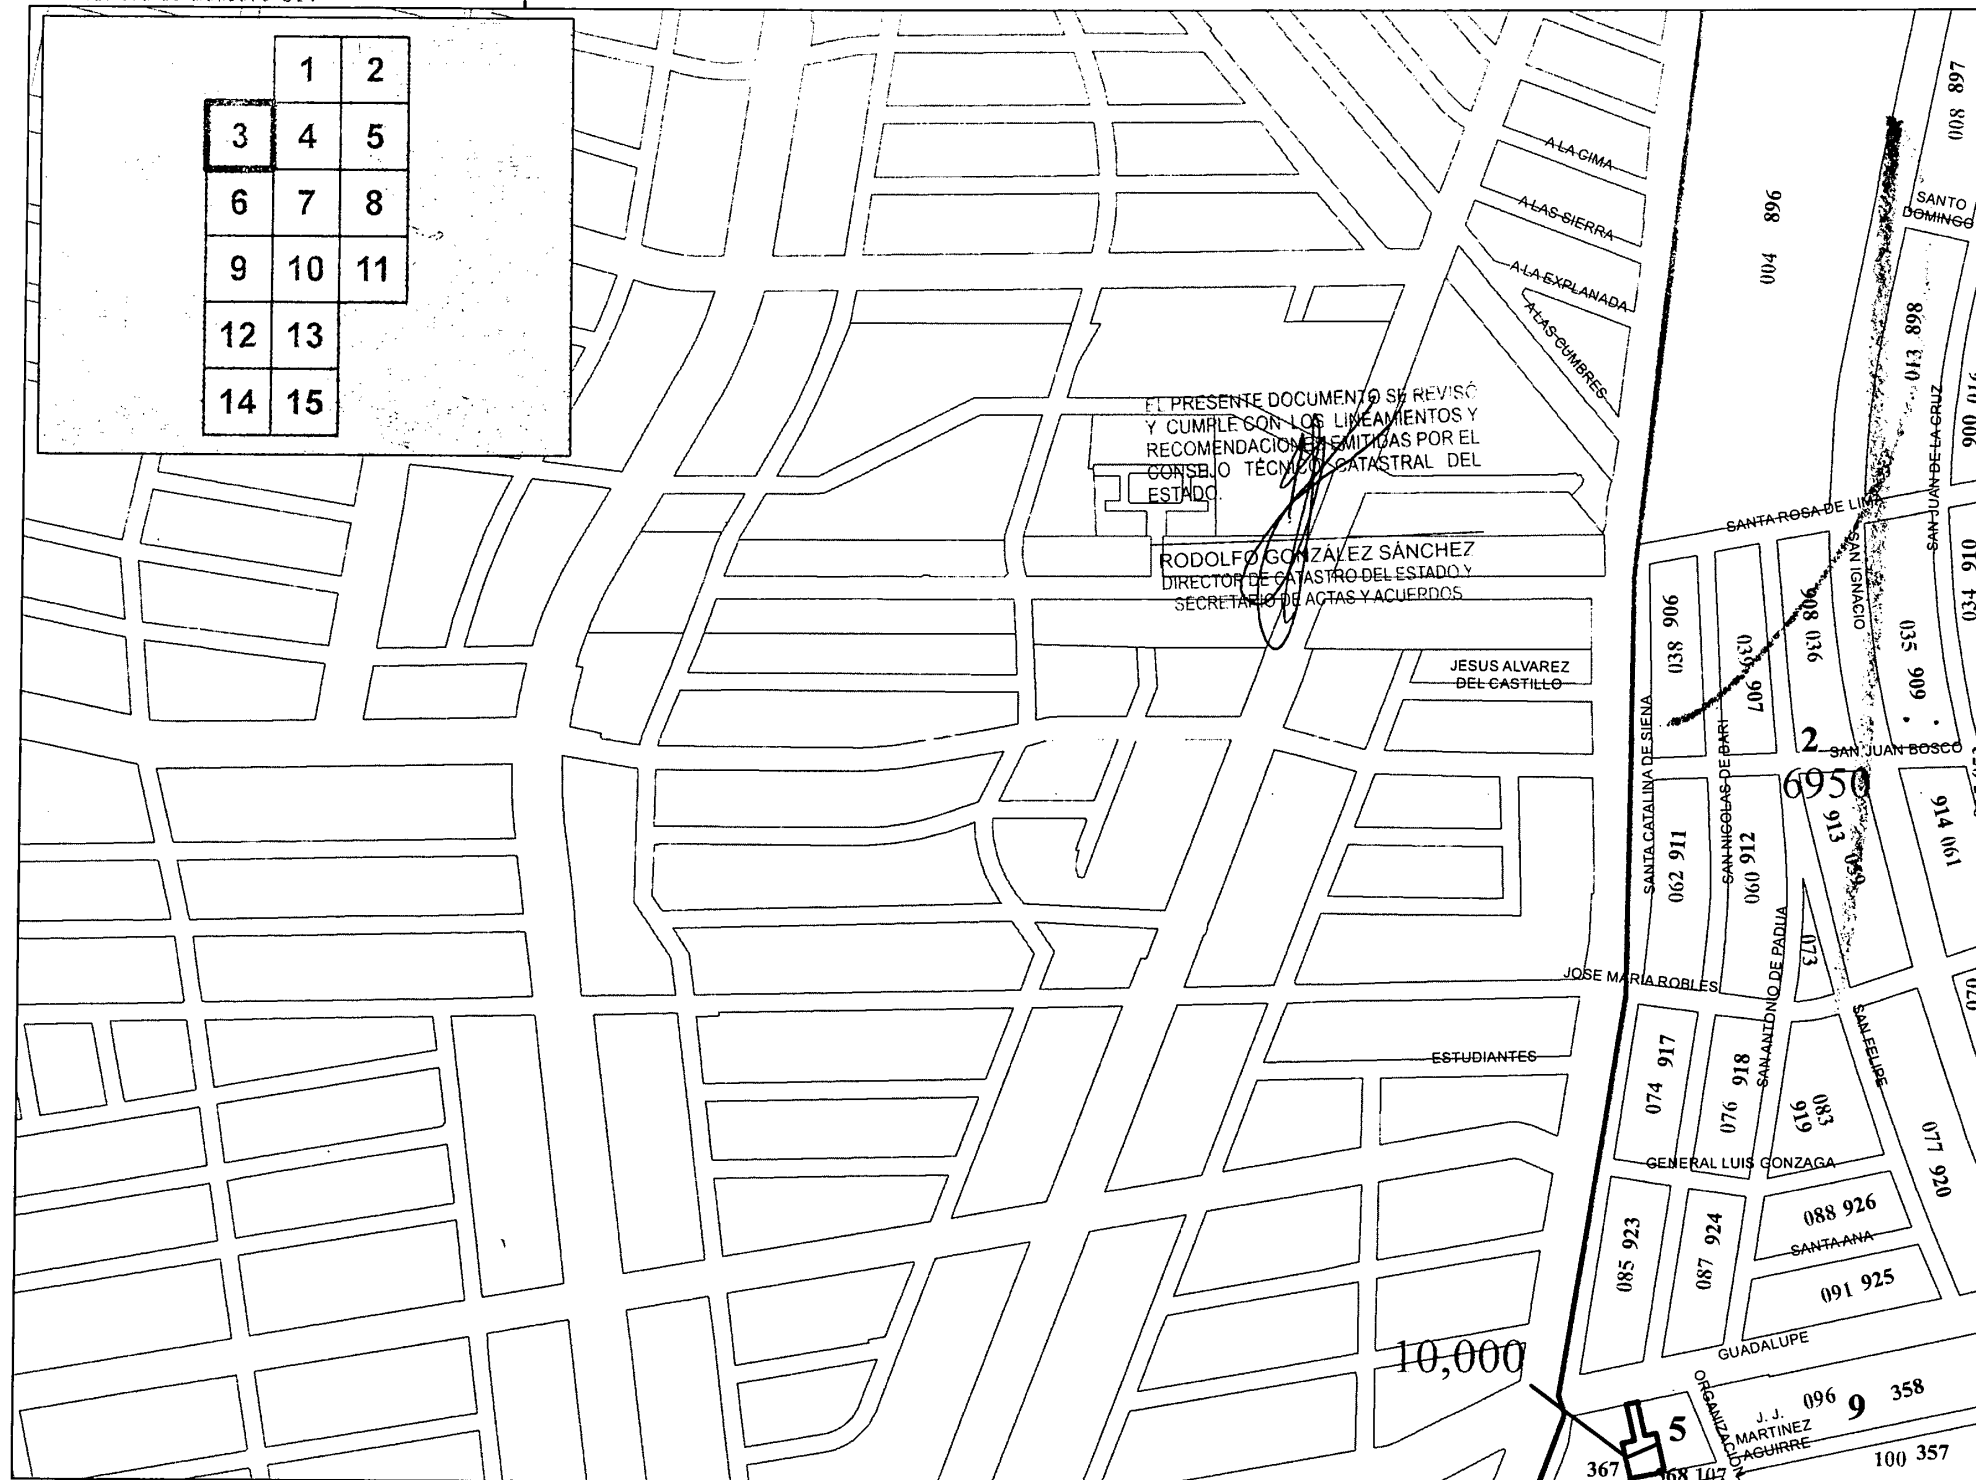 1 2
3 4 5
6 7 8
9 10 11
12 13
14 15
A LA CIMA
A LAS SIERRA
A LA EXPLANADA
A LAS CUMBRES
EL PRESENTE DOCUMENTO SE REVISÓ
Y CUMPLE CON LOS LINEAMIENTOS Y
RECOMENDACIONES EMITIDAS POR EL
CONSEJO TÉCNICO CATASTRAL DEL
ESTADO.
RODOLFO GONZÁLEZ SÁNCHEZ
DIRECTOR DE CATASTRO DEL ESTADO Y
SECRETARIO DE ACTAS Y ACUERDOS
JESUS ALVAREZ
DEL CASTILLO
008 897
004 896
SANTO
DOMINGO
013 898
SAN JUAN DE LA CRUZ
SANTA ROSA DE LIMA
SAN IGNACIO
034 910
038 906
039 907
908 036
035 909
SANTA CATALINA DE SIENA
SAN NICOLAS DE BARI
2
SAN JUAN BOSCO
6950
062 911
060 912
913 059
914 061
073
SAN ANTONIO DE PADUA
JOSE MARIA ROBLES
SAN FELIPE
070
ESTUDIANTES
074 917
076 918
083
919
077 920
GENERAL LUIS GONZAGA
085 923
087 924
088 926
SANTA ANA
091 925
GUADALUPE
10,000
ORGANIZACION
J. J.
MARTINEZ
AGUIRRE
096 9 358
5
367
100 357